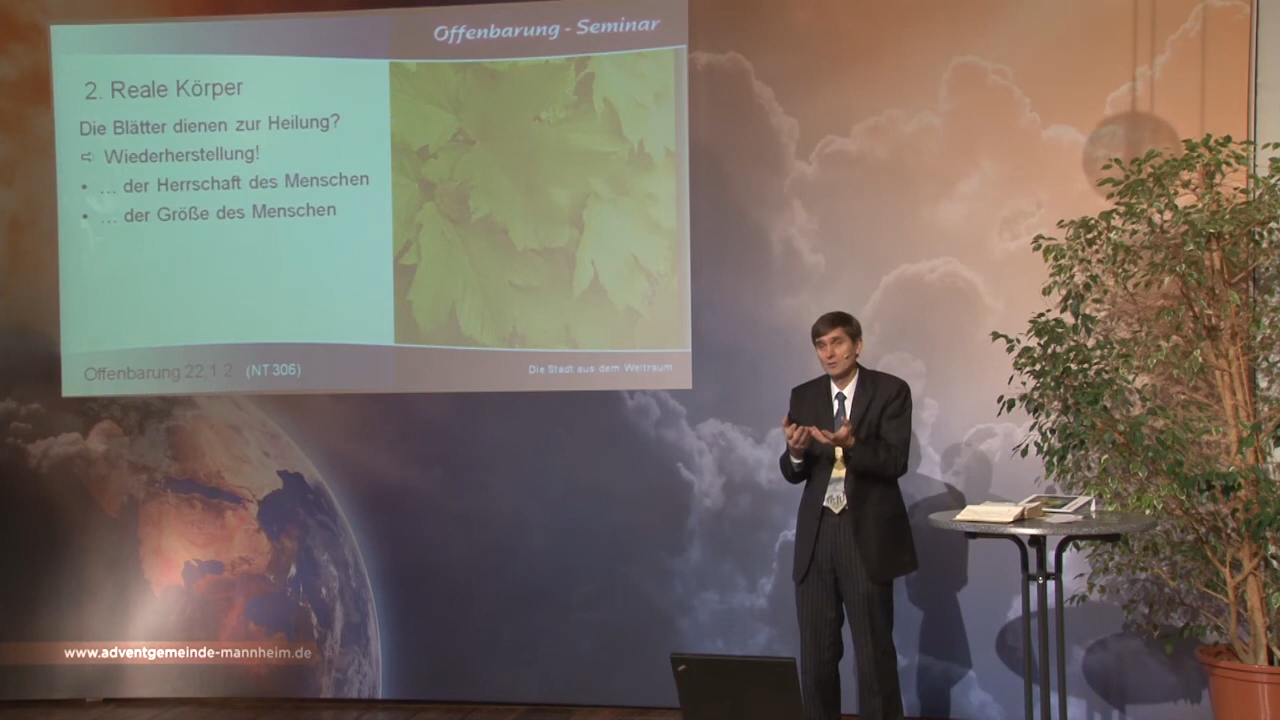 Offenbarung - Seminar
2. Reale Körper
Die Blätter dienen zur Heilung?
⇨ Wiederherstellung!
• ... der Herrschaft des Menschen
• ... der Größe des Menschen
Offenbarung 22,1.2 (NT 306)
Die Stadt aus dem Weltraum
www.adventgemeinde-mannheim.de